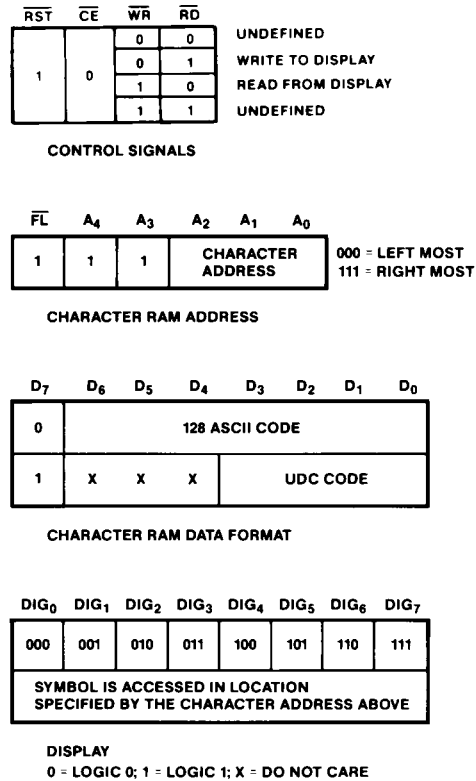 RST CE WR RD
0 0 UNDEFINED
0 1 WRITE TO DISPLAY
1 0
1 0 READ FROM DISPLAY
1 1 UNDEFINED
CONTROL SIGNALS
FL A4 A3 A2 A1 A0
1 1 1 CHARACTER ADDRESS
000 = LEFT MOST
111 = RIGHT MOST
CHARACTER RAM ADDRESS
D7 D6 D5 D4 D3 D2 D1 D0
0 128 ASCII CODE
1 X X X UDC CODE
CHARACTER RAM DATA FORMAT
DIG0 DIG1 DIG2 DIG3 DIG4 DIG5 DIG6 DIG7
000 001 010 011 100 101 110 111
SYMBOL IS ACCESSED IN LOCATION
SPECIFIED BY THE CHARACTER ADDRESS ABOVE
DISPLAY
0 = LOGIC 0; 1 = LOGIC 1; X = DO NOT CARE